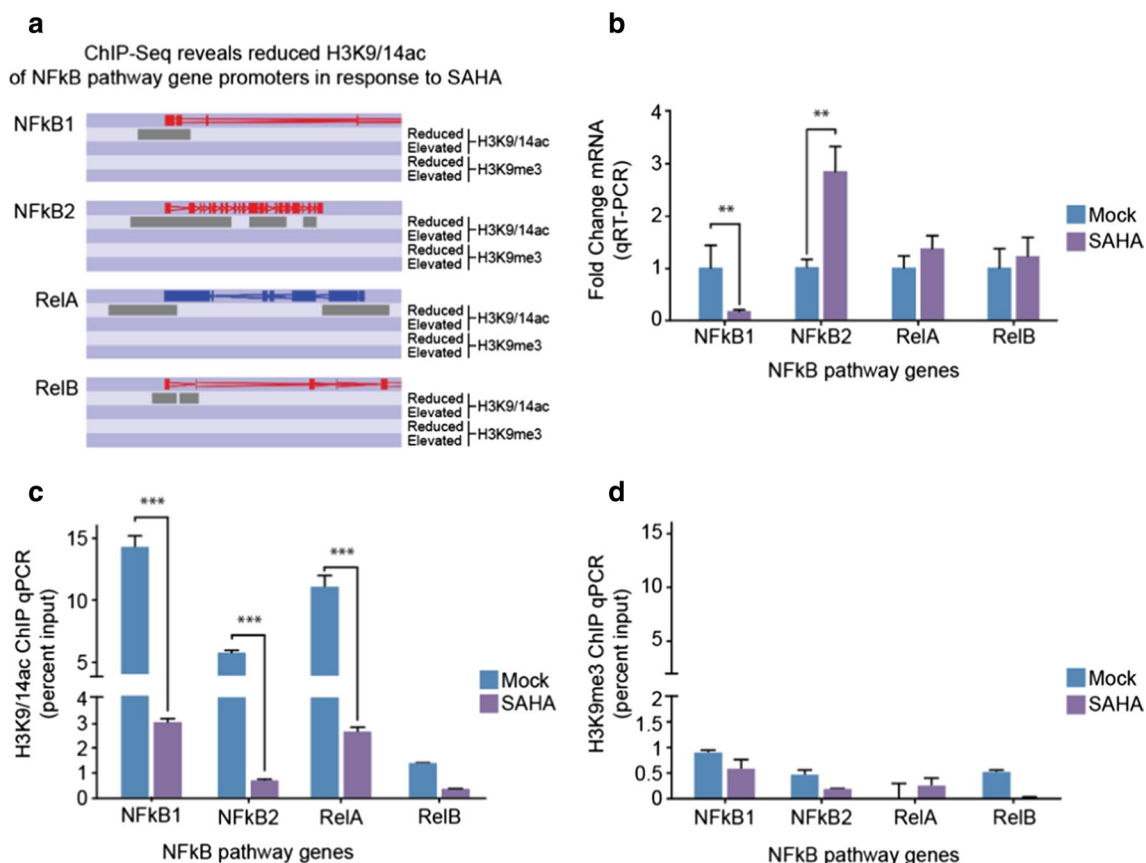 a
ChIP-Seq reveals reduced H3K9/14ac
of NFkB pathway gene promoters in response to SAHA
NFkB1
Reduced
Elevated
H3K9/14ac
Reduced
Elevated
H3K9me3
NFkB2
Reduced
Elevated
H3K9/14ac
Reduced
Elevated
H3K9me3
RelA
Reduced
Elevated
H3K9/14ac
Reduced
Elevated
H3K9me3
RelB
Reduced
Elevated
H3K9/14ac
Reduced
Elevated
H3K9me3
b
Fold Change mRNA
(qRT-PCR)
4
3
2
1
0
**
**
NFkB1 NFkB2 RelA RelB
NFkB pathway genes
Mock
SAHA
c
H3K9/14ac ChIP qPCR
(percent input)
15
10
5
4
3
2
1
0
***
***
***
NFkB1 NFkB2 RelA RelB
NFkB pathway genes
Mock
SAHA
d
H3K9me3 ChIP qPCR
(percent input)
15
10
5
2
1.5
1
0.5
0
NFkB1 NFkB2 RelA RelB
NFkB pathway genes
Mock
SAHA